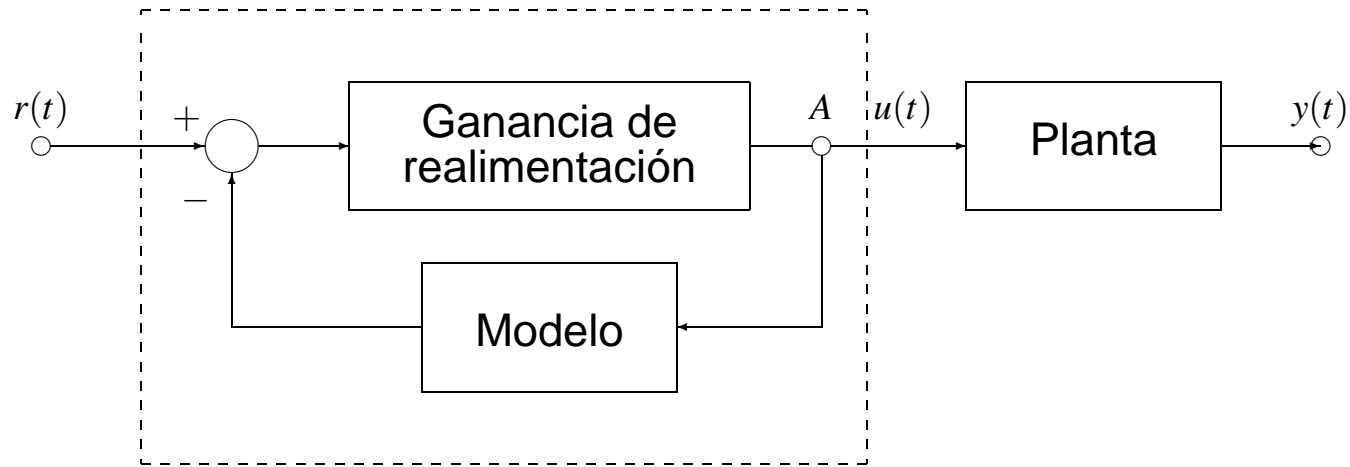 r(t)
+
−
Ganancia de
realimentación
A
u(t)
Planta
y(t)
Modelo